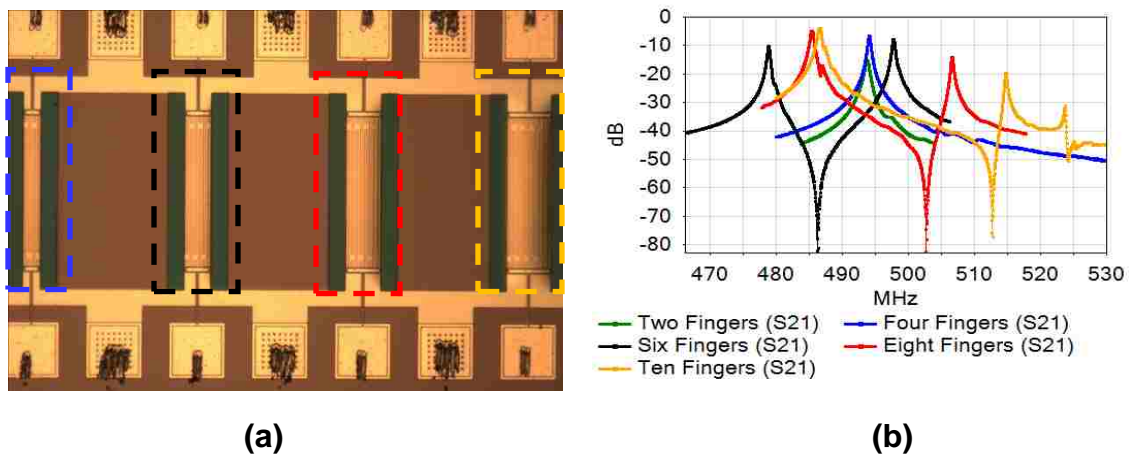 0
-10
-20
-30
-40
-50
-60
-70
-80
dB
470 480 490 500 510 520 530
MHz
Two Fingers (S21) Four Fingers (S21)
Six Fingers (S21) Eight Fingers (S21)
Ten Fingers (S21)
(a) (b)